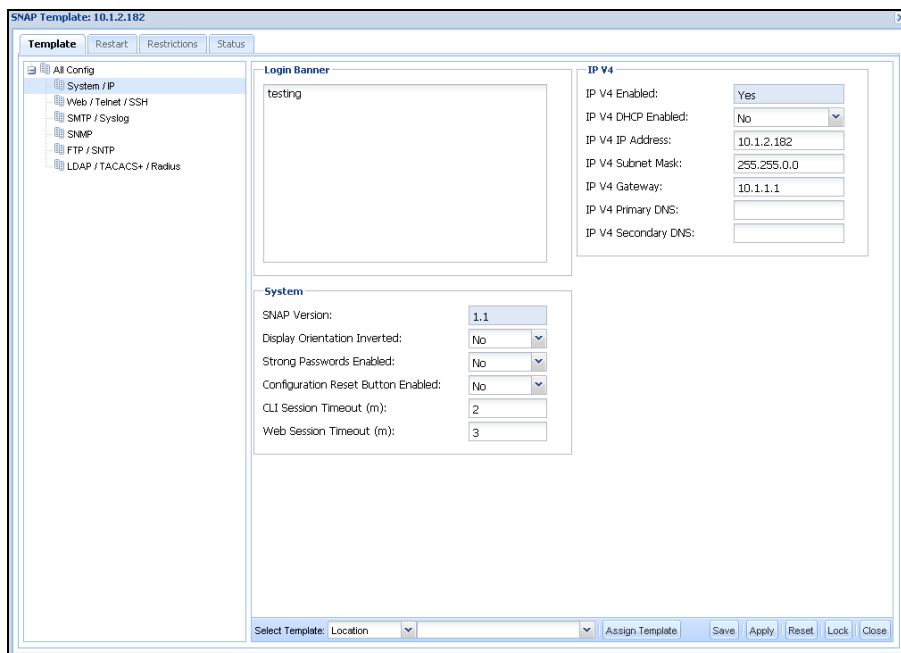 SNAP Template: 10.1.2.182
Template Restart Restrictions Status
All Config
System / IP
Web / Telnet / SSH
SMTP / Syslog
SNMP
FTP / SNTP
LDAP / TACACS+ / Radius
Login Banner
testing
IP V4
IP V4 Enabled: Yes
IP V4 DHCP Enabled: No
IP V4 IP Address: 10.1.2.182
IP V4 Subnet Mask: 255.255.0.0
IP V4 Gateway: 10.1.1.1
IP V4 Primary DNS:
IP V4 Secondary DNS:
System
SNAP Version: 1.1
Display Orientation Inverted: No
Strong Passwords Enabled: No
Configuration Reset Button Enabled: No
CLI Session Timeout (m): 2
Web Session Timeout (m): 3
Select Template: Location Assign Template Save Apply Reset Lock Close